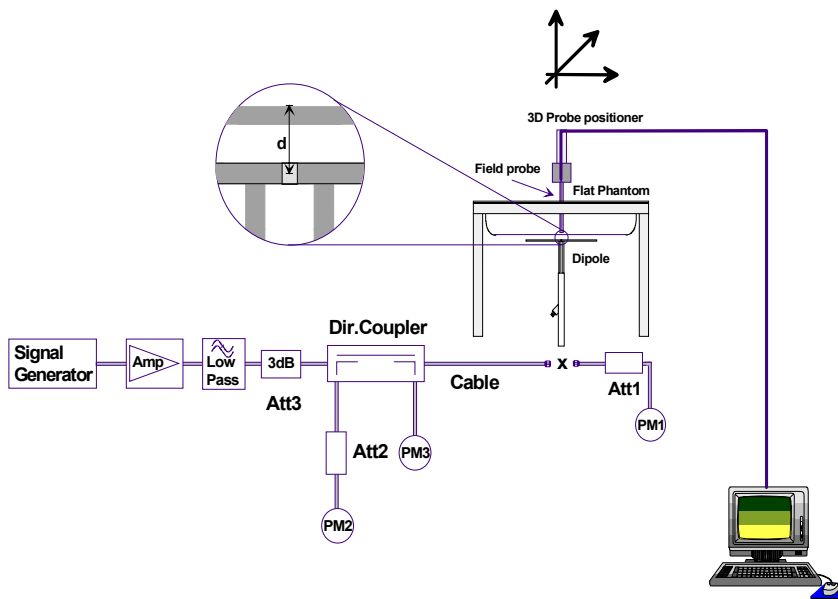 3D Probe positioner
d
Field probe
Flat Phantom
Dipole
Dir.Coupler
Signal
Generator
Amp
Low
Pass
3dB
Att3
Cable
x
Att1
PM1
Att2
PM3
PM2